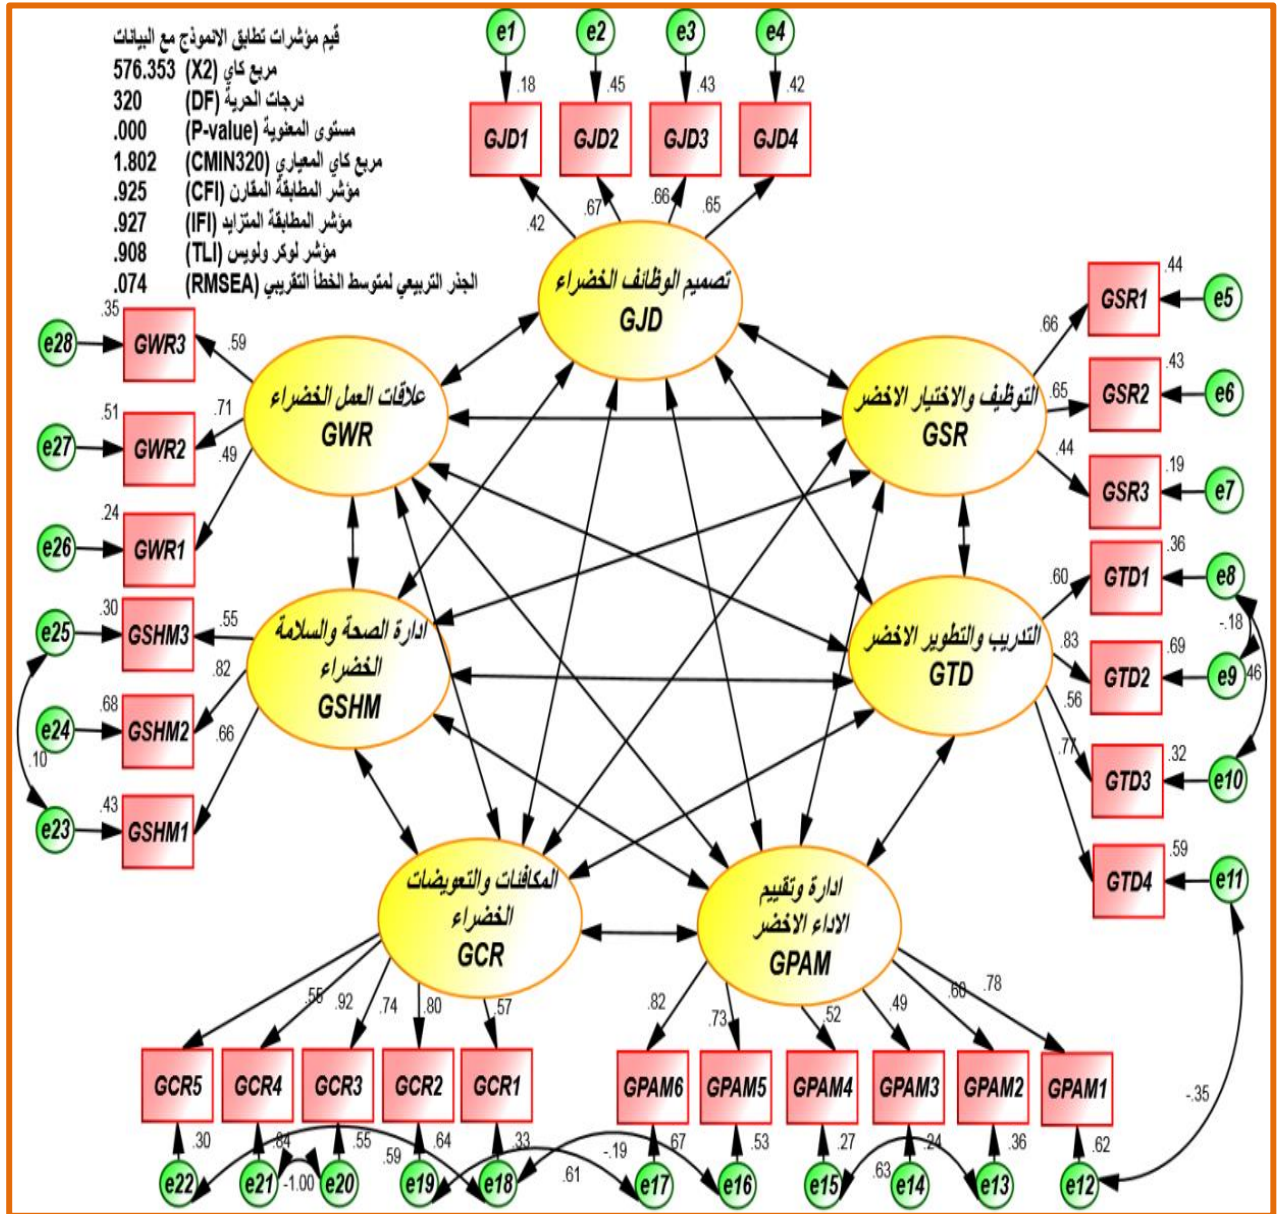 قيم مؤشرات تطابق الانموذج مع البيانات
مربع كاي (X2) 576.353
درجات الحرية (DF) 320
مستوى المعنوية (P-value) .000
مربع كاي المعياري (CMIN320) 1.802
مؤشر المطابقة المقارن (CFI) .925
مؤشر المطابقة المتزايد (IFI) .927
مؤشر لوكر ولويس (TLI) .908
الجذر التربيعي لمتوسط الخطأ التقريبي (RMSEA) .074
e1 e2 e3 e4
.18 .45 .43 .42
GJD1 GJD2 GJD3 GJD4
.42 .67 .66 .65
تصميم الوظائف الخضراء
GJD
.44
GSR1 e5
.66
.43
GSR2 e6
.65
.44
.19
GSR3 e7
التوظيف والاختيار الاخضر
GSR
.36
GTD1 e8
.60
-.18
.83
.69
GTD2 e9
.46
.56
.32
GTD3 e10
.77
.59
GTD4 e11
التدريب والتطوير الاخضر
GTD
-.35
علاقات العمل الخضراء
GWR
.35
e28 GWR3
.59
.51
.71
e27 GWR2
.49
.24
e26 GWR1
ادارة الصحة والسلامة
الخضراء
GSHM
.30
e25 GSHM3
.55
.82
.68
e24 GSHM2
.66
.10
.43
e23 GSHM1
المكافئات والتعويضات
الخضراء
GCR
ادارة وتقييم
الاداء الاخضر
GPAM
.55 .92 .74 .80 .57
.82 .73 .52 .49 .60 .78
GCR5 GCR4 GCR3 GCR2 GCR1
GPAM6 GPAM5 GPAM4 GPAM3 GPAM2 GPAM1
.30 .84 .55 .64 .33
.67 .53 .27 .24 .36 .62
.59 -1.00 .61 -.19 .63
e22 e21 e20 e19 e18 e17 e16 e15 e14 e13 e12